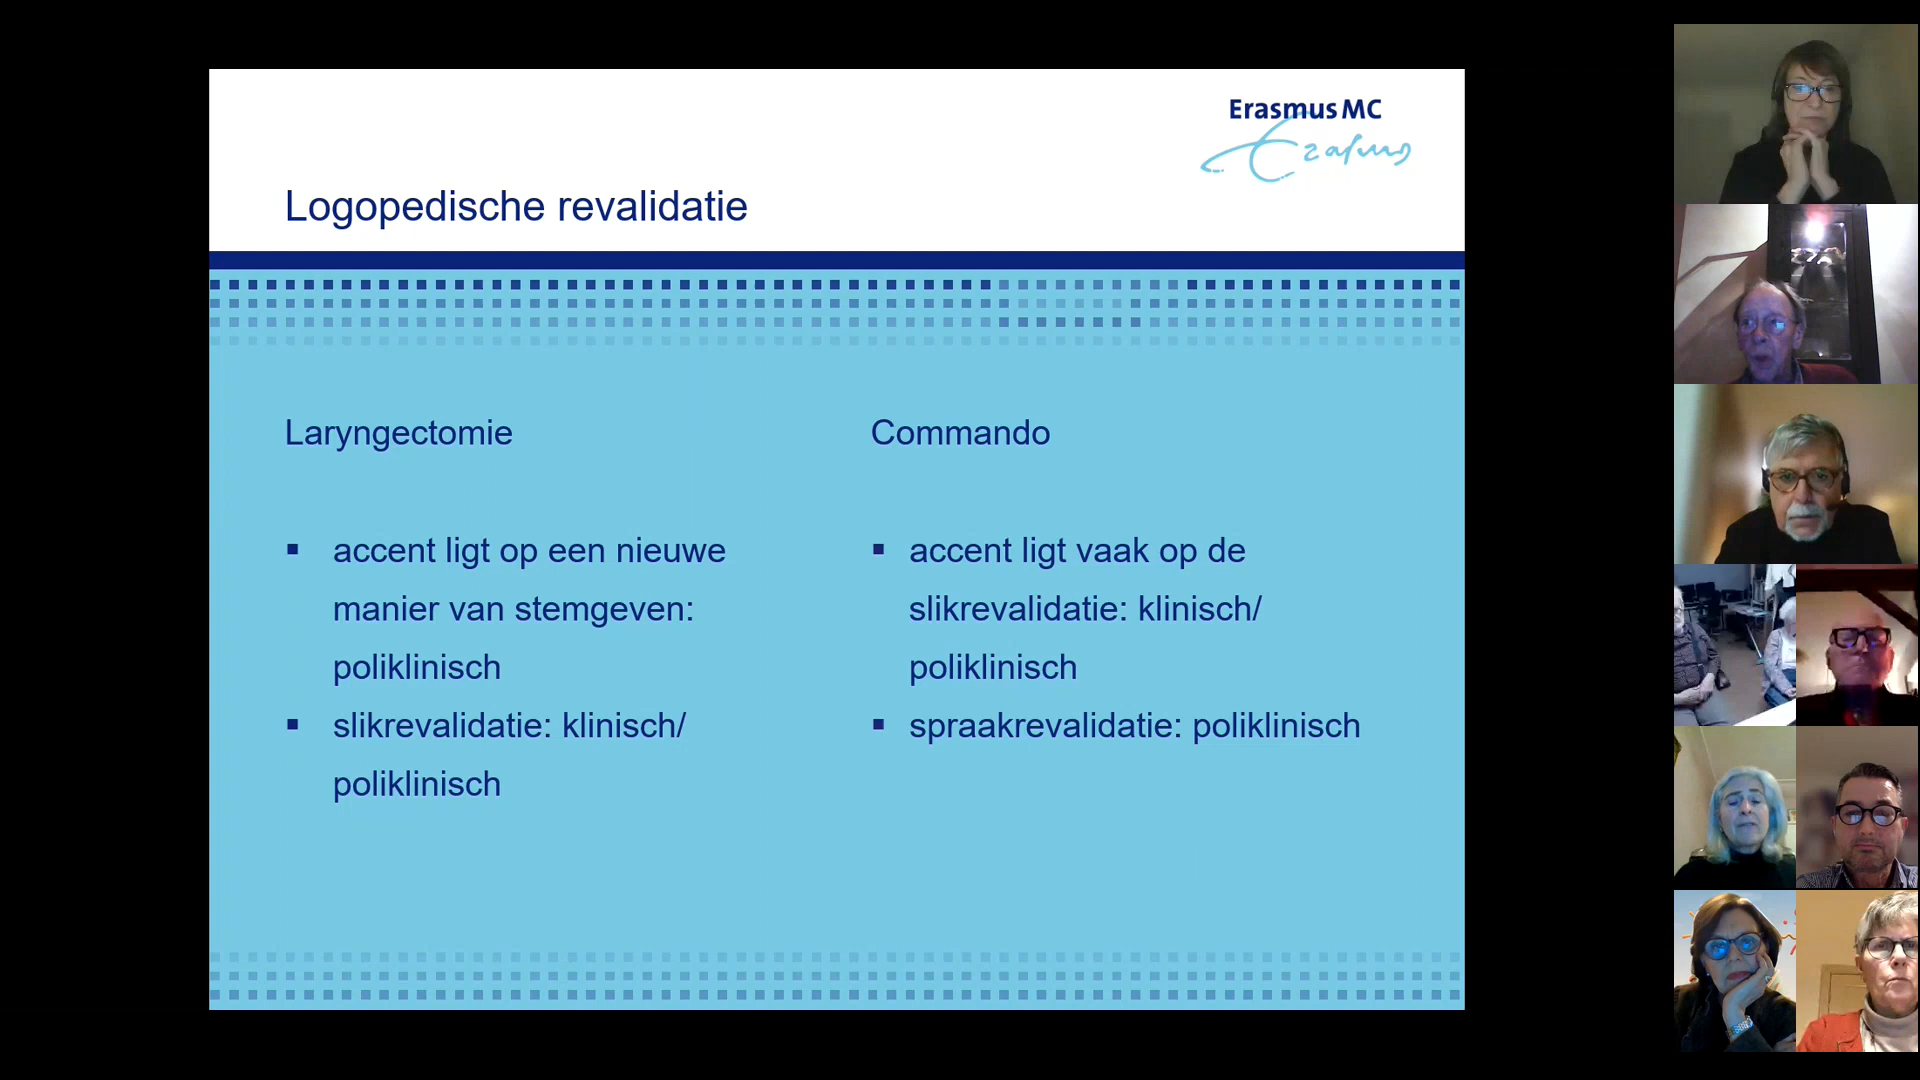 Erasmus MC
Erasmus
Logopedische revalidatie
Laryngectomie
▪ accent ligt op een nieuwe
manier van stemgeven:
poliklinisch
▪ slikrevalidatie: klinisch/
poliklinisch
Commando
▪ accent ligt vaak op de
slikrevalidatie: klinisch/
poliklinisch
▪ spraakrevalidatie: poliklinisch